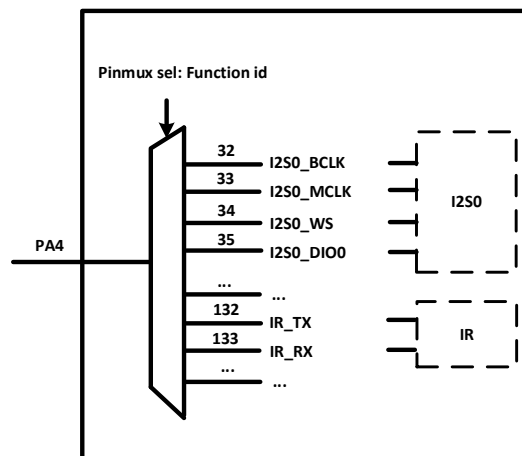 Pinmux sel: Function id
32 I2S0_BCLK
33 I2S0_MCLK
I2S0
34 I2S0_WS
35 I2S0_DIO0
PA4
... ...
132 IR_TX
IR
133 IR_RX
... ...